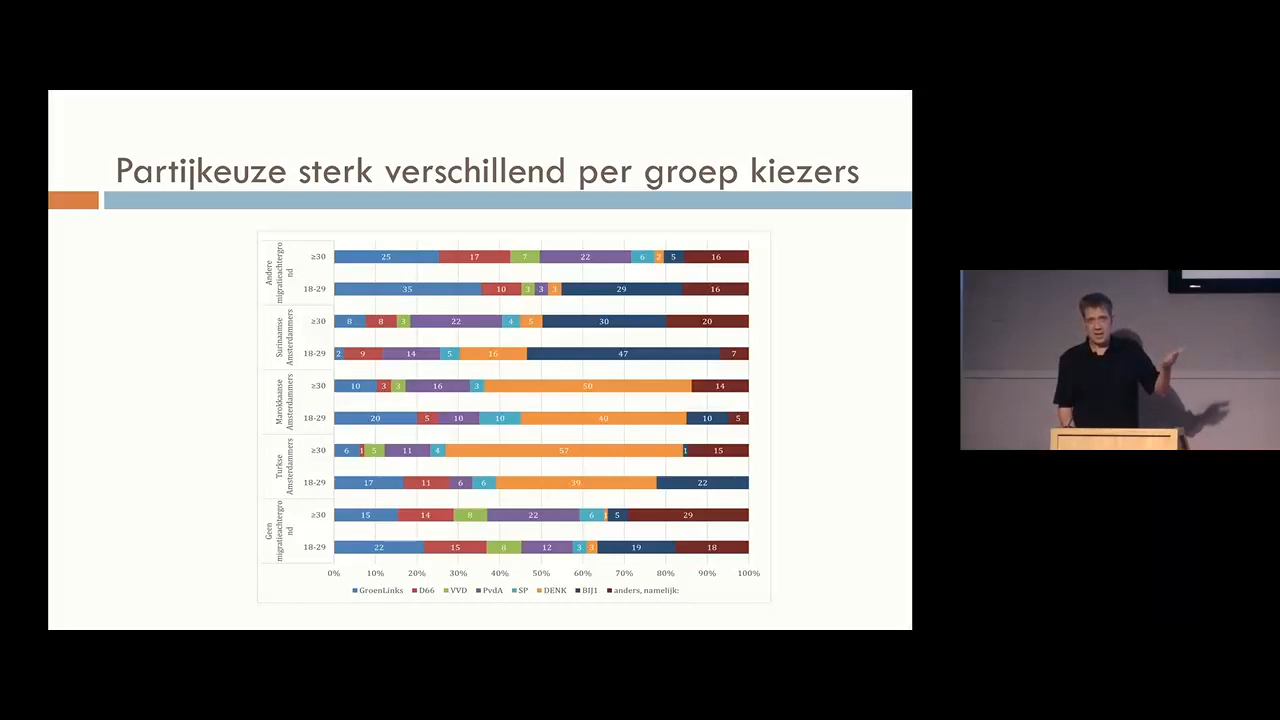 Partijkeuze sterk verschillend per groep kiezers
Andere
migratieachtergro
nd
≥30
25 17 7 22 6 2 5 16
18-29
35 10 3 3 3 29 16
Surinaamse
Amsterdammers
≥30
8 8 3 22 4 5 30 20
18-29
2 9 14 5 16 47 7
Marokkaanse
Amsterdammers
≥30
10 3 3 16 3 50 14
18-29
20 5 10 10 40 10 5
Turkse
Amsterdammers
≥30
6 1 5 11 4 57 1 15
18-29
17 11 6 6 39 22
Geen
migratieachtergro
nd
≥30
15 14 8 22 6 1 5 29
18-29
22 15 8 12 3 3 19 18
0% 10% 20% 30% 40% 50% 60% 70% 80% 90% 100%
GroenLinks D66 VVD PvdA SP DENK BIJ1 anders, namelijk: